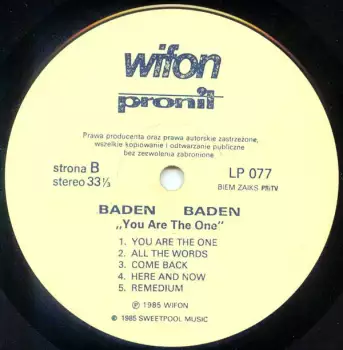 wifon
pronit
Prawa producenta oraz prawa autorskie zastrzeżone,
wszelkie kopiowanie i odtwarzanie publiczne
bez zezwolenia zabronione
strona B
stereo 33⅓
LP 077
BIEM ZAIKS PRiTV
BADEN BADEN
„You Are The One"
1. YOU ARE THE ONE
2. ALL THE WORDS
3. COME BACK
4. HERE AND NOW
5. REMEDIUM
℗ 1985 WIFON
© 1985 SWEETPOOL MUSIC